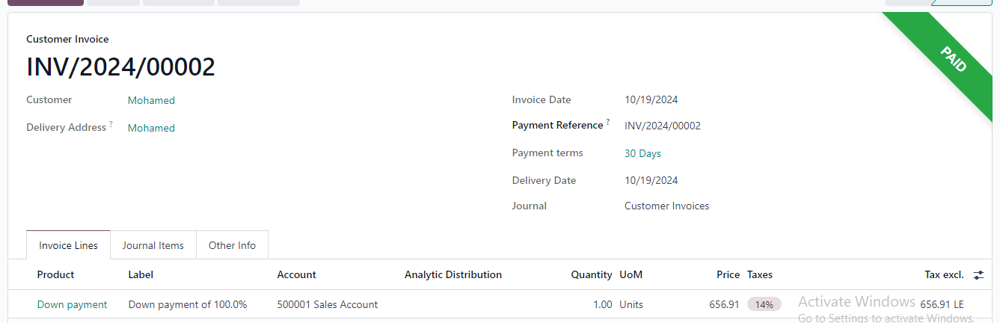 Customer Invoice
INV/2024/00002
PAID
Customer Mohamed
Delivery Address ? Mohamed
Invoice Date 10/19/2024
Payment Reference ? INV/2024/00002
Payment terms 30 Days
Delivery Date 10/19/2024
Journal Customer Invoices
Invoice Lines Journal Items Other Info
Product Label Account Analytic Distribution Quantity UoM Price Taxes Tax excl.
Down payment Down payment of 100.0% 500001 Sales Account 1.00 Units 656.91 14% 656.91 LE
Activate Windows
Go to Settings to activate Windows.